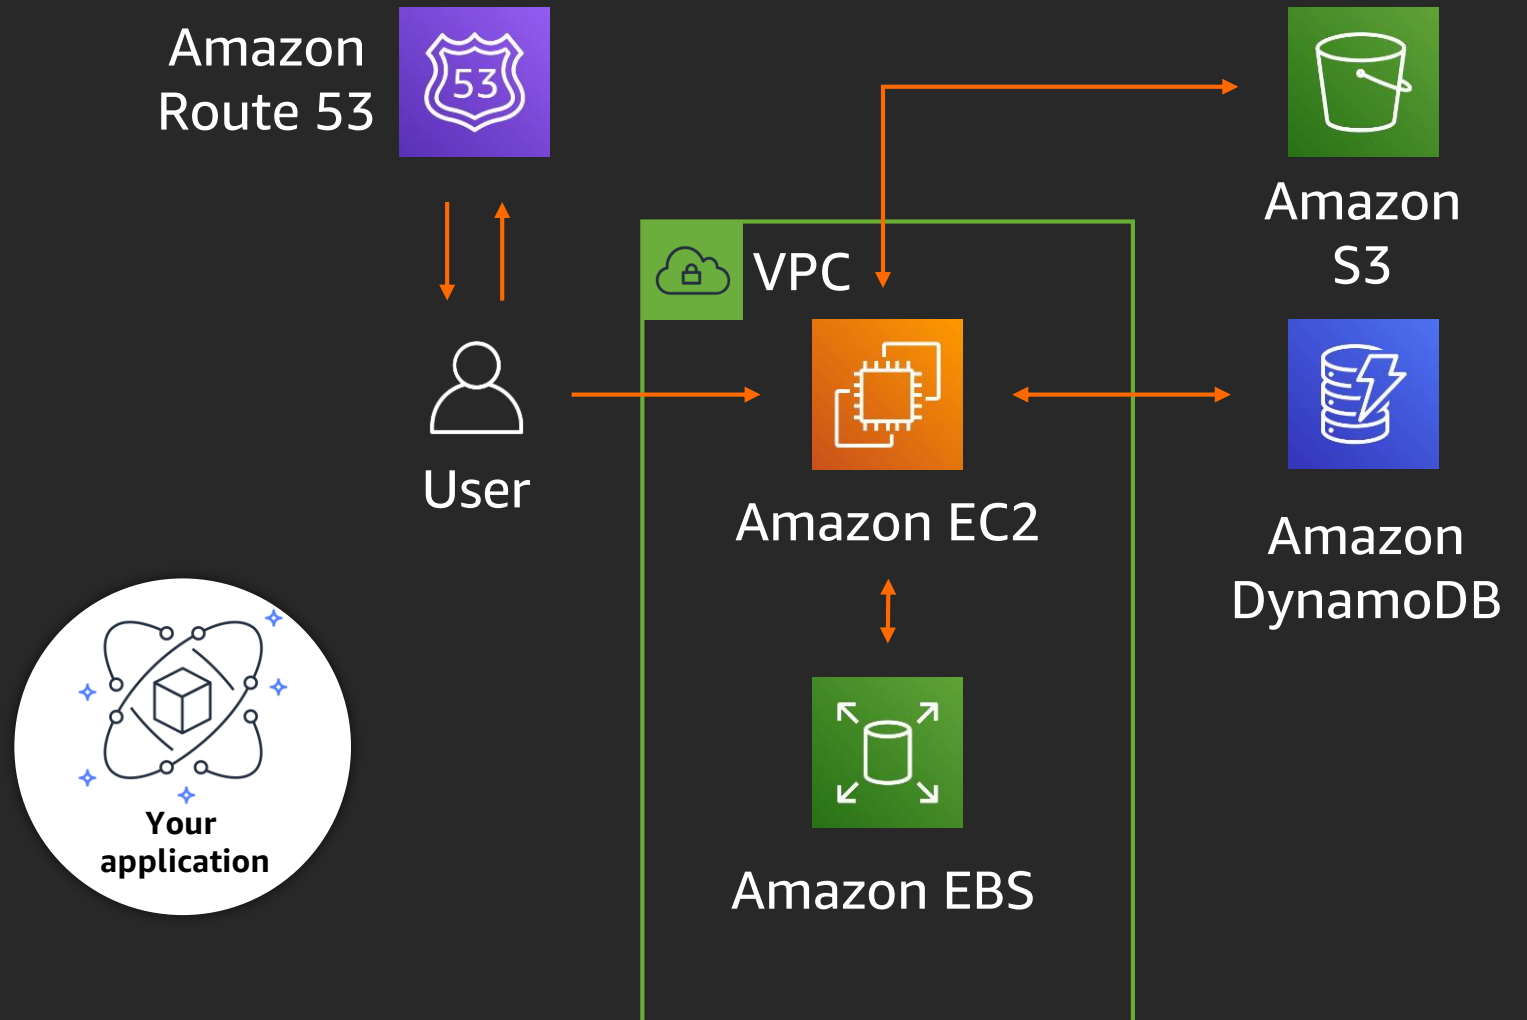 Amazon
Route 53
53
Amazon
S3
VPC
User
Amazon EC2
Amazon
DynamoDB
Your
application
Amazon EBS